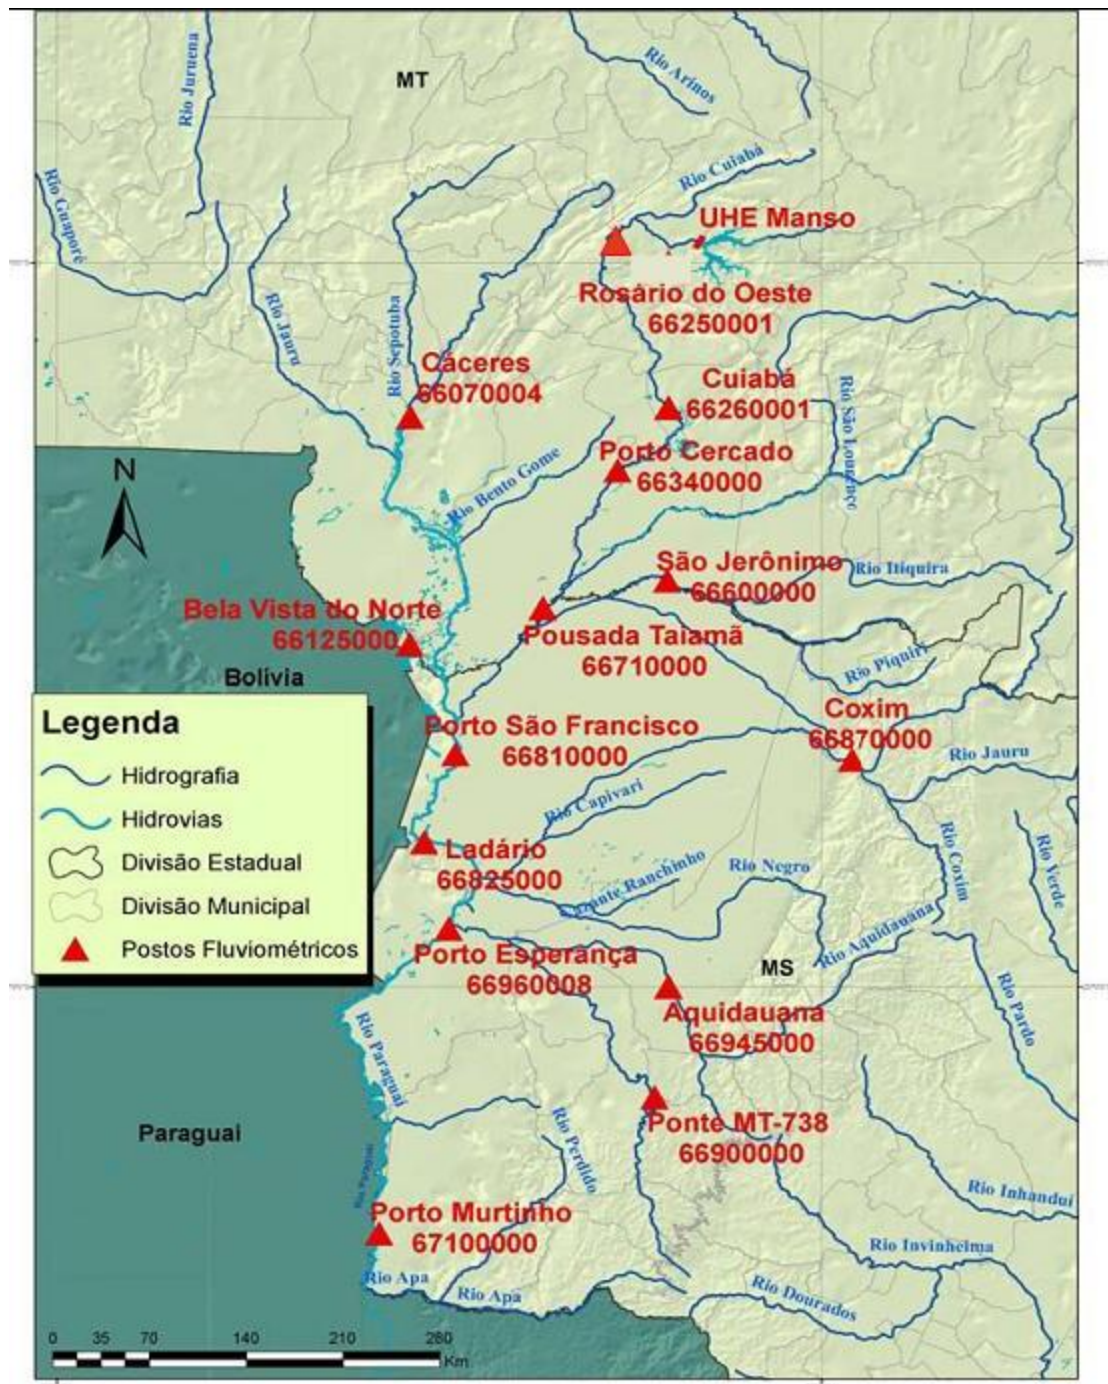 Rio Juruena
MT
Rio Arinos
Rio Guaporé
Rio Cuiabá
UHE Manso
Rosário do Oeste
66250001
Rio Jauru
Rio Sepotuba
Cáceres
66070004
Cuiabá
66260001
Rio São Lourenço
Porto Cercado
66340000
N
Rio Bento Gome
São Jerônimo
66600000
Rio Itiquira
Bela Vista do Norte
66125000
Pousada Taiamã
66710000
Rio Piquiri
Bolívia
Coxim
66870000
Porto São Francisco
66810000
Rio Jauru
Legenda
Hidrografia
Hidrovias
Divisão Estadual
Divisão Municipal
Postos Fluviométricos
Rio Capivari
Ladário
66825000
Rio Coxim
Rio Verde
Ranchinho
Rio Negro
Rio Aquidauana
Porto Esperança
66960008
MS
Aquidauana
66945000
Rio Pardo
Rio Paraguai
Paraguai
Ponte MT-738
66900000
Rio Perdido
Rio Paraguai
Rio Inhanduí
Porto Murtinho
67100000
Rio Invinheima
Rio Apa
Rio Apa
Rio Dourados
0 35 70 140 210 280
Km